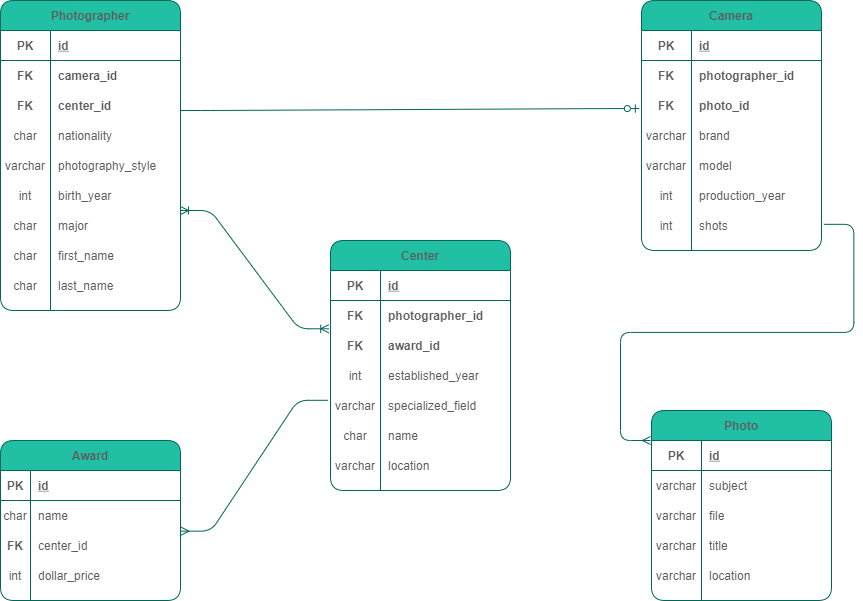 Photographer
PK id
FK camera_id
FK center_id
char nationality
varchar photography_style
int birth_year
char major
char first_name
char last_name
Camera
PK id
FK photographer_id
FK photo_id
varchar brand
varchar model
int production_year
int shots
Center
PK id
FK photographer_id
FK award_id
int established_year
varchar specialized_field
char name
varchar location
Award
PK id
char name
FK center_id
int dollar_price
Photo
PK id
varchar subject
varchar file
varchar title
varchar location